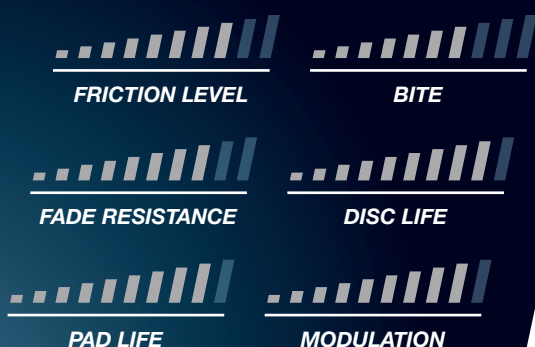 FRICTION LEVEL
BITE
FADE RESISTANCE
DISC LIFE
PAD LIFE
MODULATION